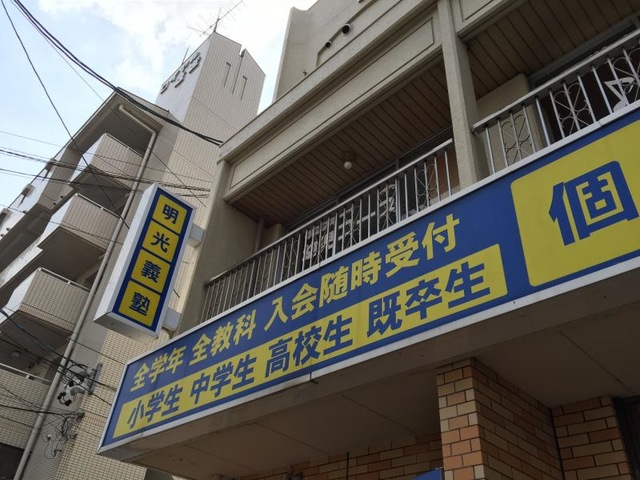 明光義塾
全学年 全教科 入会随時受付
小学生 中学生 高校生 既卒生
個